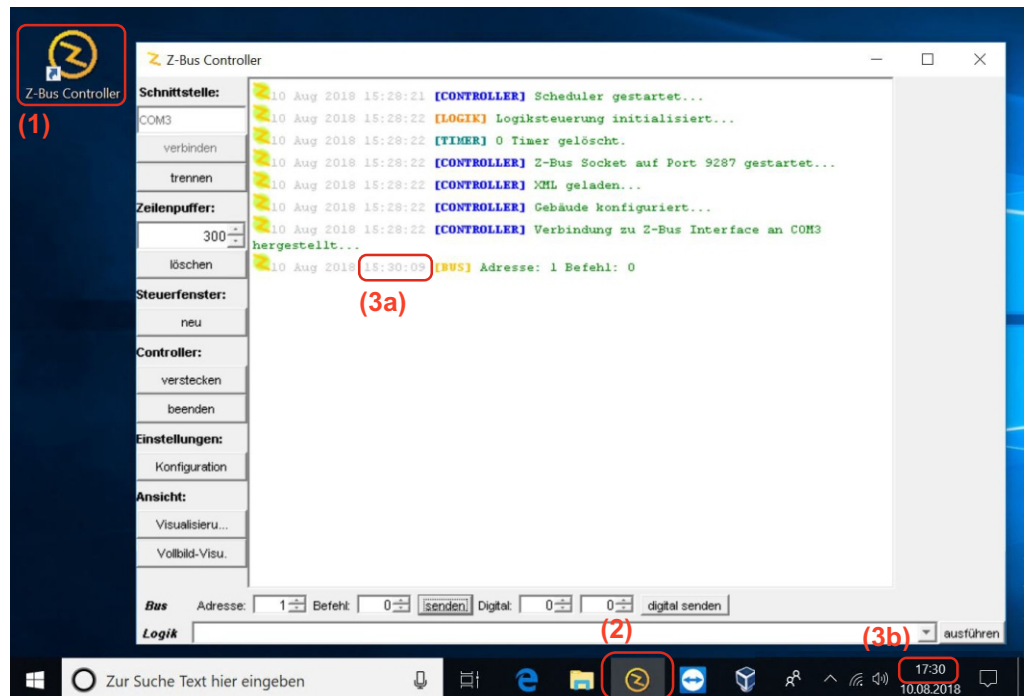 Z-Bus Controller
(1)
Z-Bus Controller
Schnittstelle:
COM3
verbinden
trennen
Zeilenpuffer:
300
löschen
Steuerfenster:
neu
Controller:
verstecken
beenden
Einstellungen:
Konfiguration
Ansicht:
Visualisieru...
Vollbild-Visu.
10 Aug 2018 15:28:21 [CONTROLLER] Scheduler gestartet...
10 Aug 2018 15:28:22 [LOGIK] Logiksteuerung initialisiert...
10 Aug 2018 15:28:22 [TIMER] 0 Timer gelöscht.
10 Aug 2018 15:28:22 [CONTROLLER] Z-Bus Socket auf Port 9287 gestartet...
10 Aug 2018 15:28:22 [CONTROLLER] XML geladen...
10 Aug 2018 15:28:22 [CONTROLLER] Gebäude konfiguriert...
10 Aug 2018 15:28:22 [CONTROLLER] Verbindung zu Z-Bus Interface an COM3
hergestellt...
10 Aug 2018 15:30:09 [BUS] Adresse: 1 Befehl: 0
(3a)
Bus Adresse: 1 Befehl: 0 senden Digital: 0 0 digital senden
Logik ausführen
(2)
(3b)
Zur Suche Text hier eingeben
17:30
10.08.2018